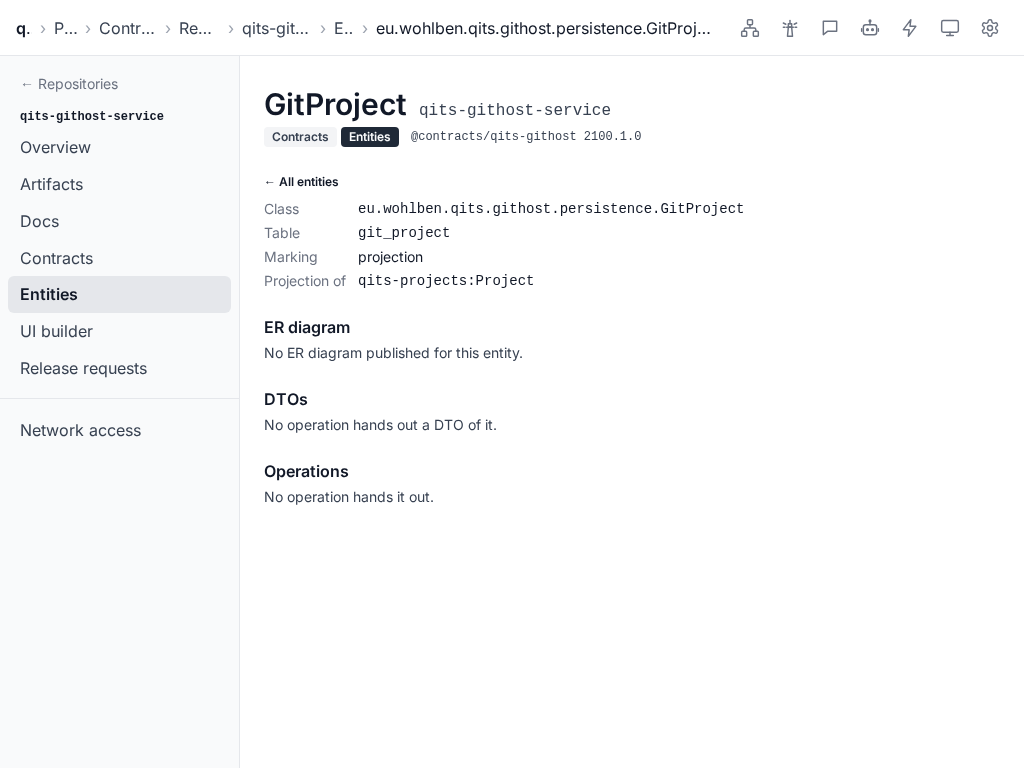 q. › P… › Contr… › Re… › qits-git… › E.. › eu.wohlben.qits.githost.persistence.GitProj…
← Repositories
qits-githost-service
Overview
Artifacts
Docs
Contracts
Entities
UI builder
Release requests
Network access
GitProject qits-githost-service
Contracts Entities @contracts/qits-githost 2100.1.0
← All entities
Class eu.wohlben.qits.githost.persistence.GitProject
Table git_project
Marking projection
Projection of qits-projects:Project
ER diagram
No ER diagram published for this entity.
DTOs
No operation hands out a DTO of it.
Operations
No operation hands it out.